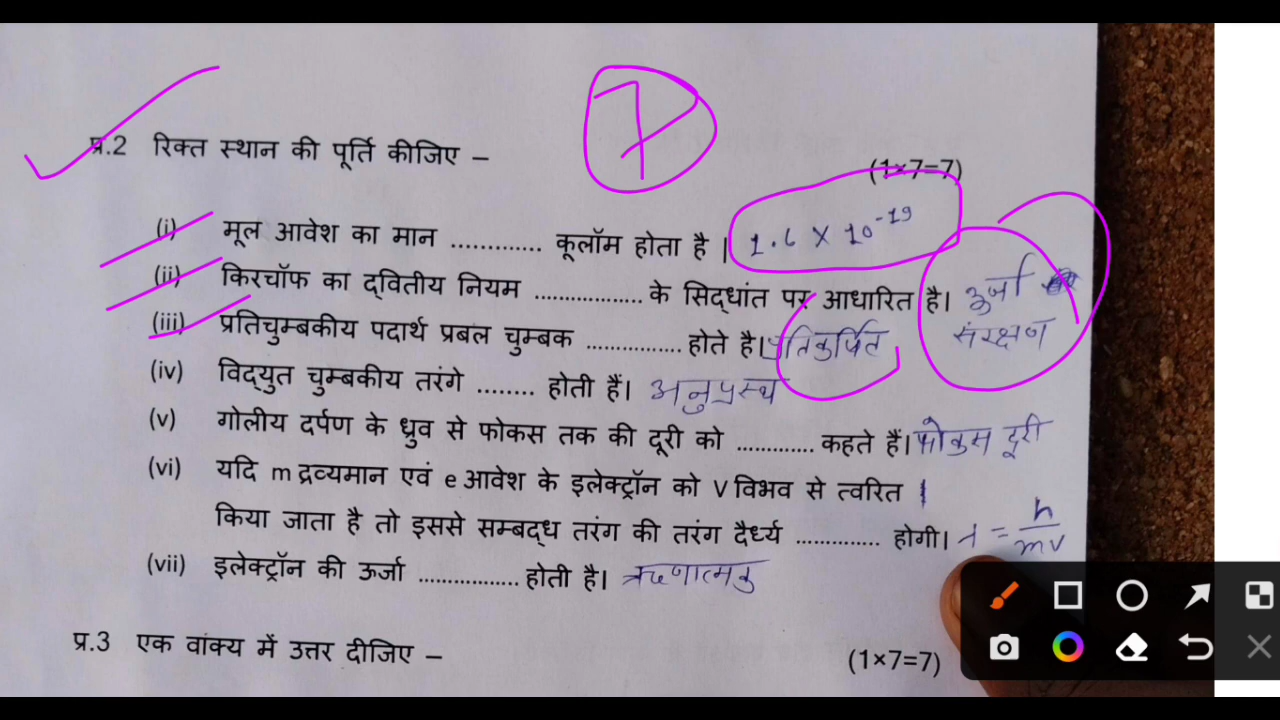 7
प्र.2 रिक्त स्थान की पूर्ति कीजिए –
(1×7=7)
(i) मूल आवेश का मान ............. कूलॉम होता है | 1.6 × 10⁻¹⁹
(ii) किरचॉफ का द्वितीय नियम .................. के सिद्धांत पर आधारित है। ऊर्जा
संरक्षण
(iii) प्रतिचुम्बकीय पदार्थ प्रबल चुम्बक ................ होते है। प्रतिकर्षित
(iv) विद्युत चुम्बकीय तरंगे ........ होती हैं। अनुप्रस्थ
(v) गोलीय दर्पण के ध्रुव से फोकस तक की दूरी को ............. कहते हैं। फोकस दूरी
(vi) यदि m द्रव्यमान एवं e आवेश के इलेक्ट्रॉन को V विभव से त्वरित
किया जाता है तो इससे सम्बद्ध तरंग की तरंग दैर्ध्य .............. होगी। λ = h/mv
(vii) इलेक्ट्रॉन की ऊर्जा ................. होती है। ऋणात्मक
प्र.3 एक वांक्य में उत्तर दीजिए –
(1×7=7)